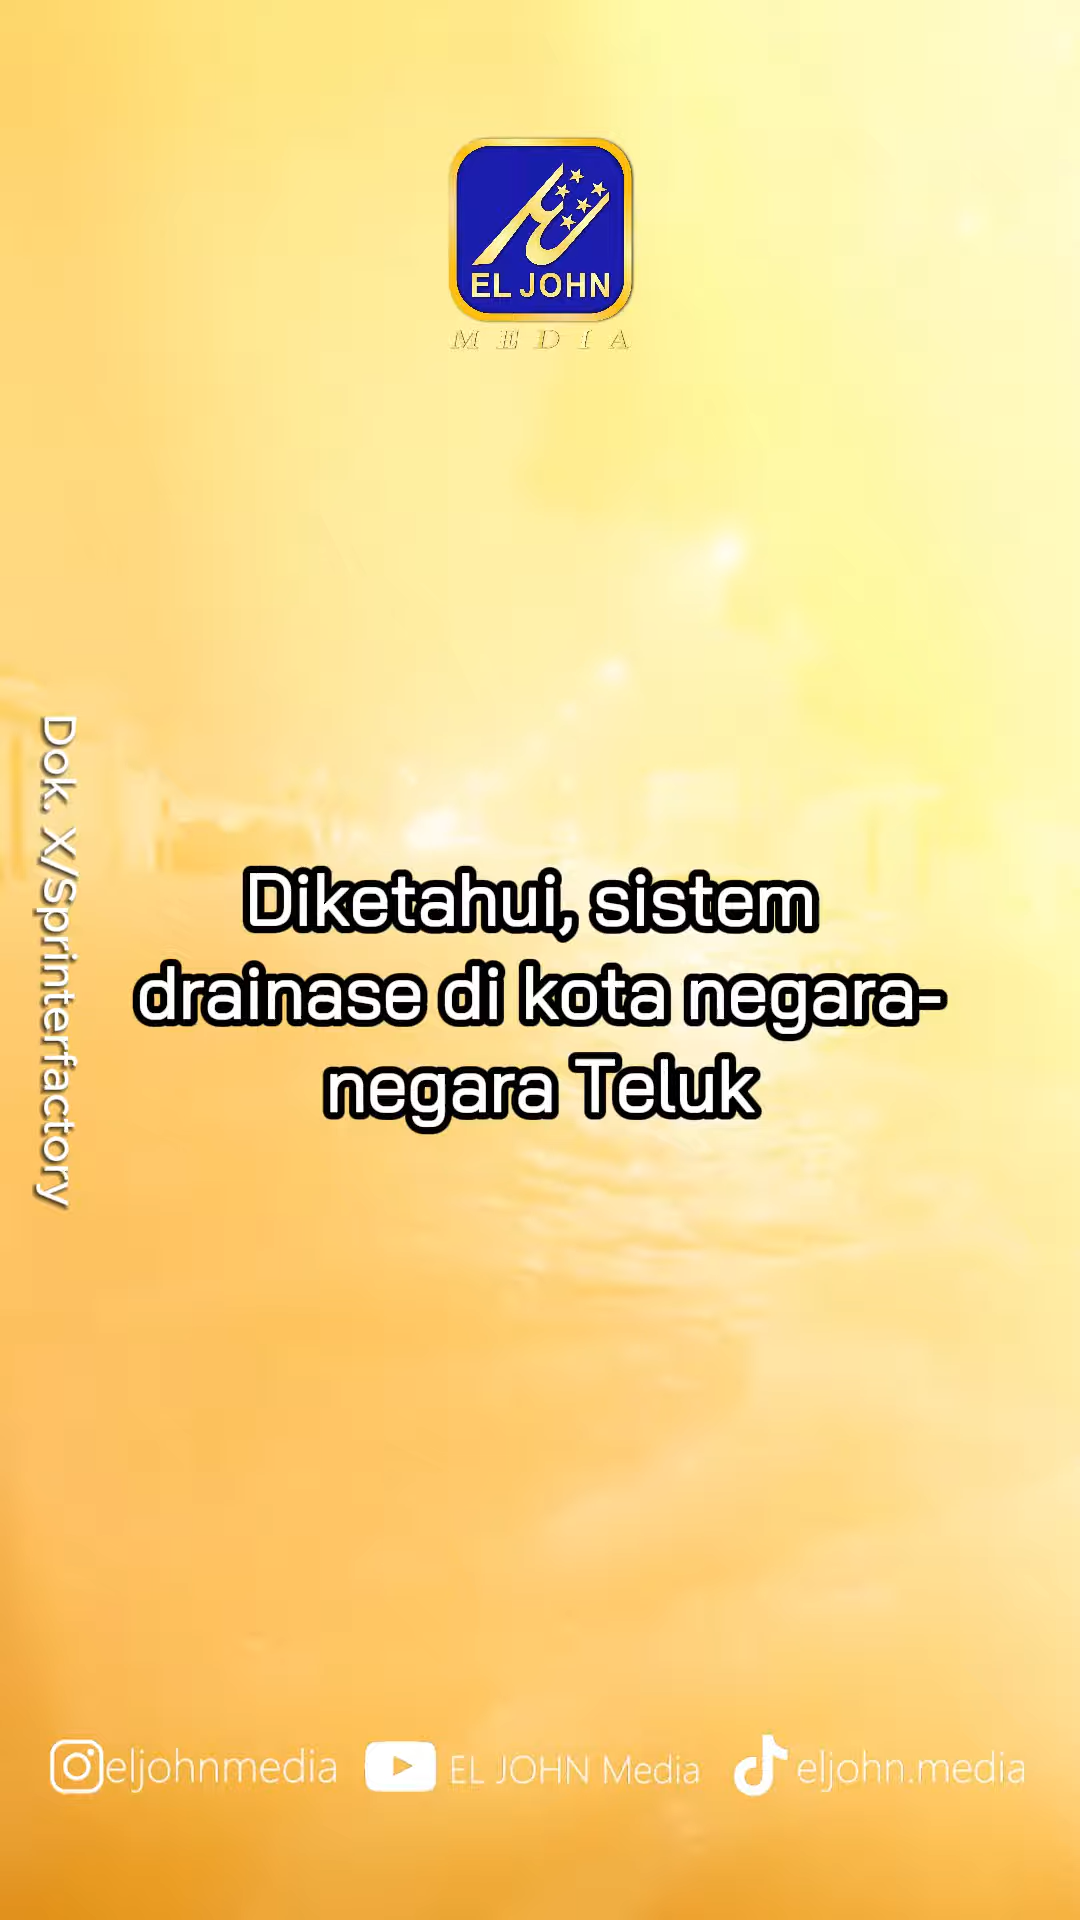 EL JOHN
MEDIA
Dok. X/Sprinterfactory
Diketahui, sistem
drainase di kota negara-
negara Teluk
eljohnmedia
EL JOHN Media
eljohn.media